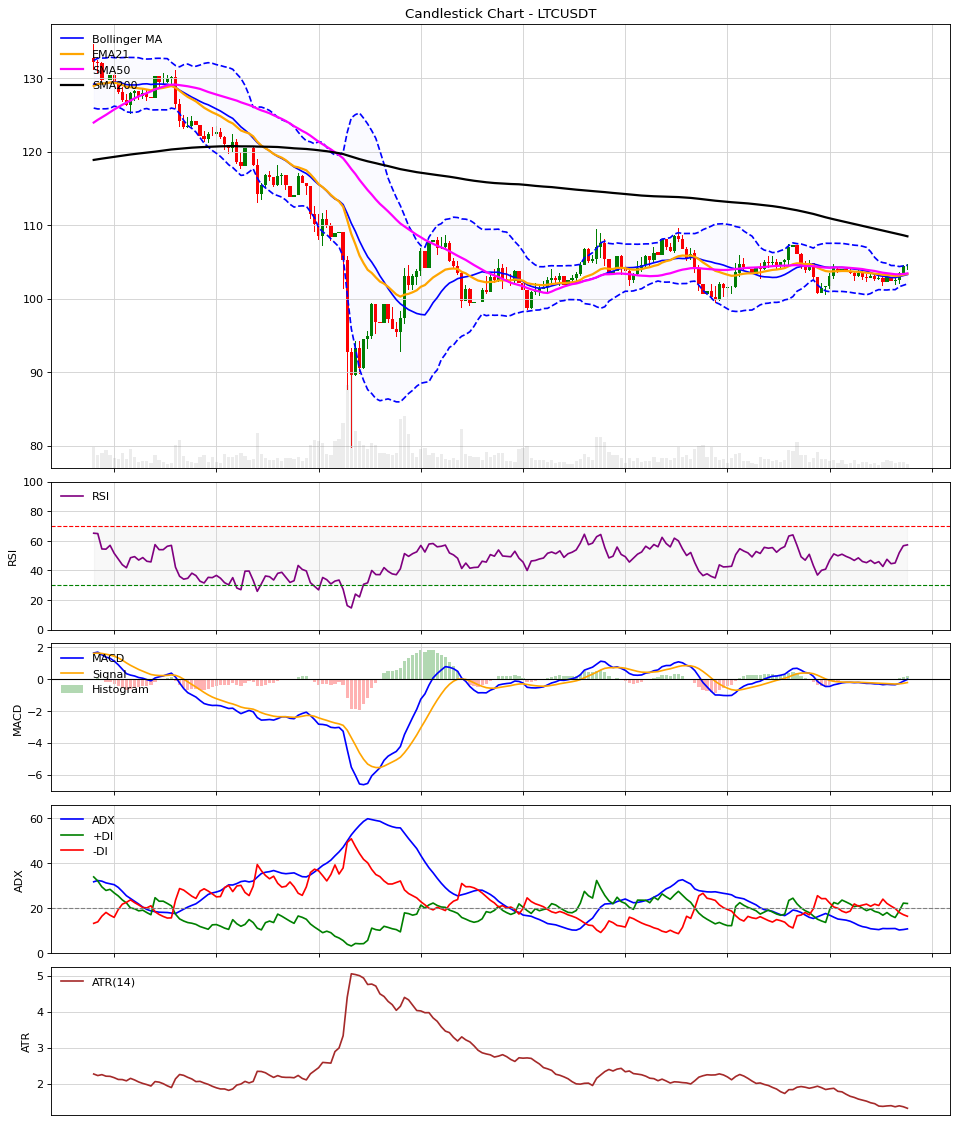 Candlestick Chart - LTCUSDT
Bollinger MA
EMA21
SMA50
SMA200
130
120
110
100
90
80
RSI
100
80
60
40
20
0
RSI
MACD
Signal
Histogram
2
0
−2
−4
−6
MACD
ADX
+DI
-DI
60
40
20
0
ADX
ATR(14)
5
4
3
2
ATR